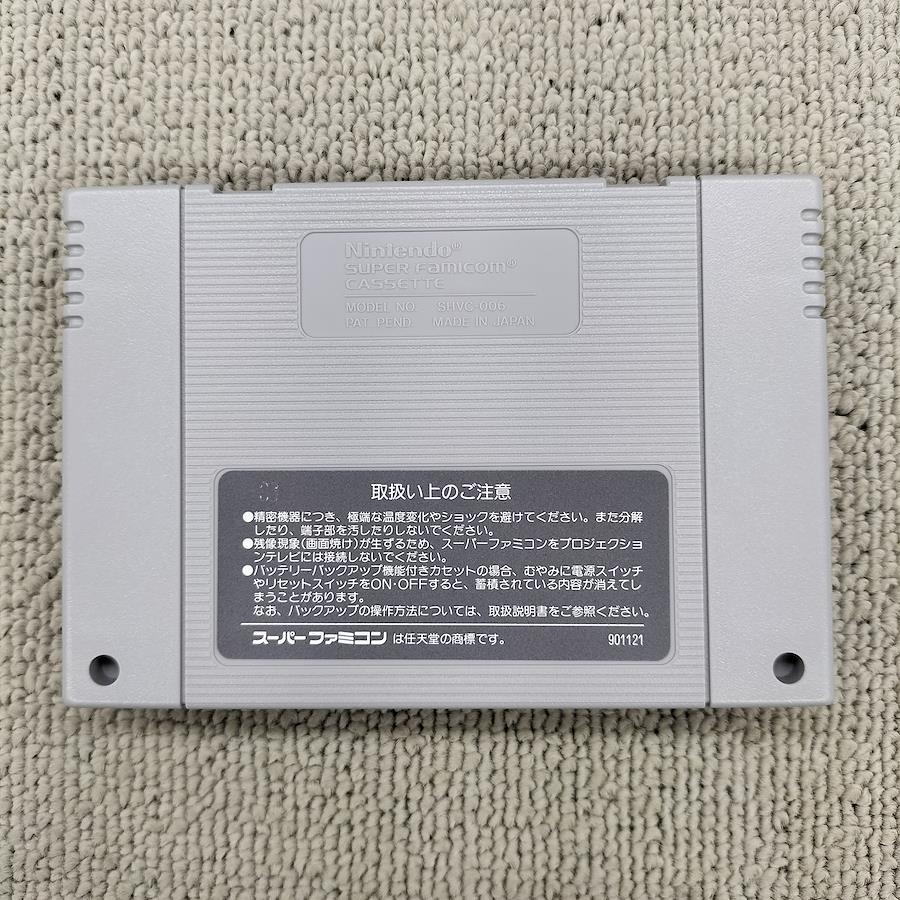 Nintendo®
SUPER Famicom®
CASSETTE
MODEL NO. SHVC-006
PAT. PEND. MADE IN JAPAN
取扱い上のご注意
●精密機器につき、極端な温度変化やショックを避けてください。また分解
したり、端子部を汚したりしないでください。
●残像現象(画面焼け)が生ずるため、スーパーファミコンをプロジェクショ
ンテレビには接続しないでください。
●バッテリーバックアップ機能付きカセットの場合、むやみに電源スイッチ
やリセットスイッチをON・OFFすると、蓄積されている内容が消えてし
まうことがあります。
なお、バックアップの操作方法については、取扱説明書をご参照ください。
スーパーファミコン は任天堂の商標です。 901121